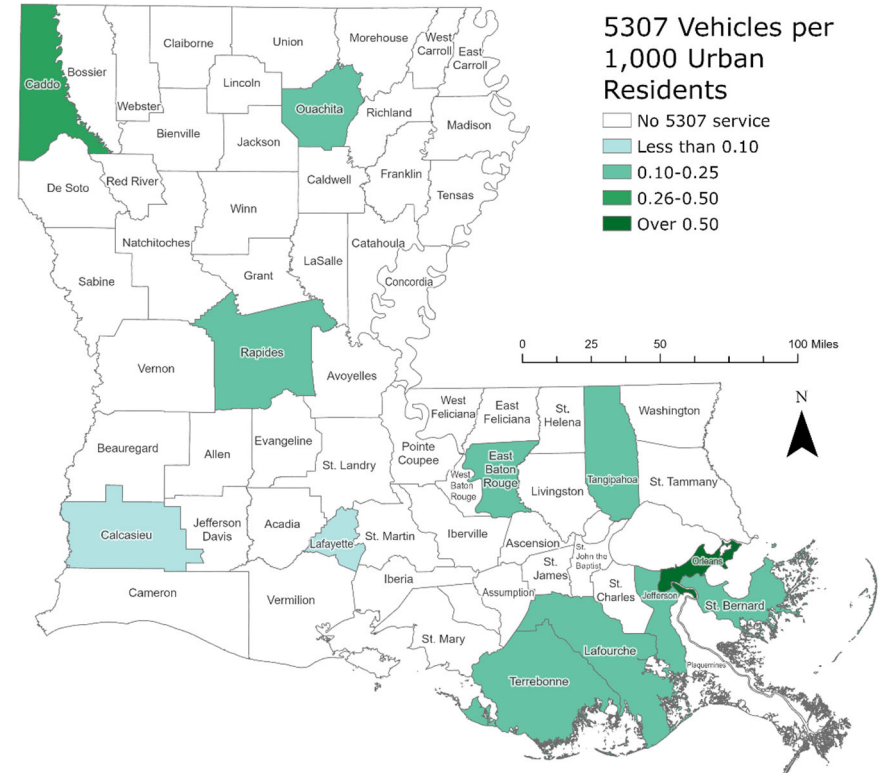 5307 Vehicles per
1,000 Urban
Residents
No 5307 service
Less than 0.10
0.10-0.25
0.26-0.50
Over 0.50
0 25 50 100 Miles
N
Caddo
Bossier
Webster
Claiborne
Union
Morehouse
West
Carroll
East
Carroll
Lincoln
Ouachita
Richland
Madison
Bienville
Jackson
De Soto
Red River
Caldwell
Franklin
Tensas
Winn
Natchitoches
Sabine
Grant
LaSalle
Catahoula
Concordia
Vernon
Rapides
Avoyelles
Beauregard
Allen
Evangeline
St. Landry
Pointe
Coupee
West
Feliciana
East
Feliciana
St.
Helena
Tangipahoa
Washington
West
Baton
Rouge
East
Baton
Rouge
Livingston
St. Tammany
Calcasieu
Jefferson
Davis
Acadia
Lafayette
St. Martin
Iberville
Ascension
St.
John the
Baptist
Orleans
Cameron
Vermilion
Iberia
Assumption
St.
James
St.
Charles
Jefferson
St. Bernard
St. Mary
Lafourche
Terrebonne
Plaquemines